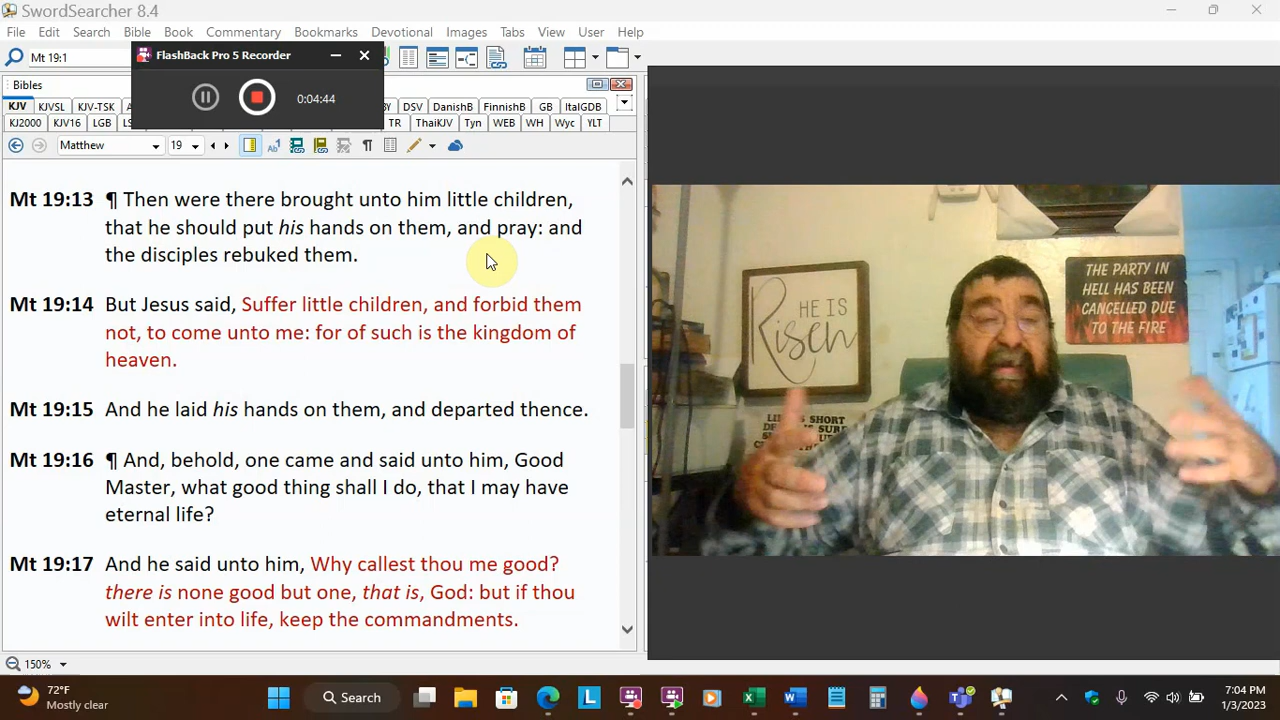 SwordSearcher 8.4
File Edit Search Bible Book Commentary Bookmarks Devotional Images Tabs View User Help
Mt 19:1
FlashBack Pro 5 Recorder
0:04:44
Bibles
KJV KJVSL KJV-TSK DSV DanishB FinnishB GB ItalGDB
KJ2000 KJV16 LGB TR ThaiKJV Tyn WEB WH Wyc YLT
Matthew 19
Mt 19:13 ¶ Then were there brought unto him little children,
that he should put his hands on them, and pray: and
the disciples rebuked them.
Mt 19:14 But Jesus said, Suffer little children, and forbid them
not, to come unto me: for of such is the kingdom of
heaven.
Mt 19:15 And he laid his hands on them, and departed thence.
Mt 19:16 ¶ And, behold, one came and said unto him, Good
Master, what good thing shall I do, that I may have
eternal life?
Mt 19:17 And he said unto him, Why callest thou me good?
there is none good but one, that is, God: but if thou
wilt enter into life, keep the commandments.
150%
HE IS
Risen
THE PARTY IN
HELL HAS BEEN
CANCELLED DUE
TO THE FIRE
72°F
Mostly clear
Search
7:04 PM
1/3/2023